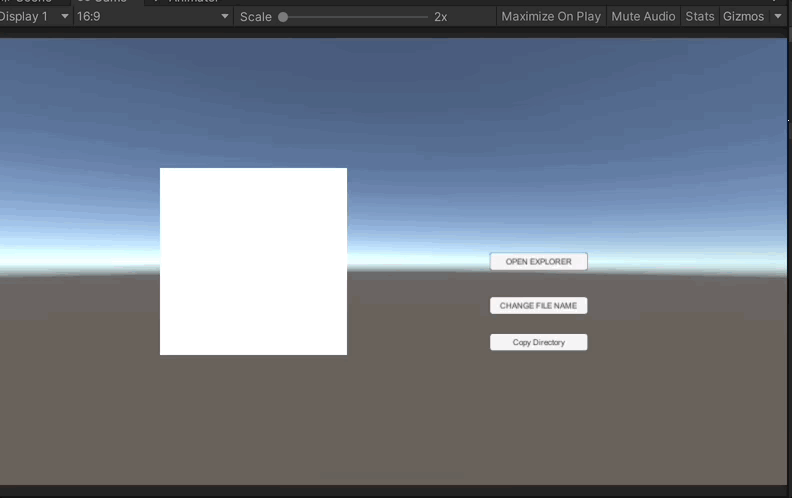 Display 1 16:9 Scale 2x Maximize On Play Mute Audio Stats Gizmos
OPEN EXPLORER
CHANGE FILE NAME
Copy Directory